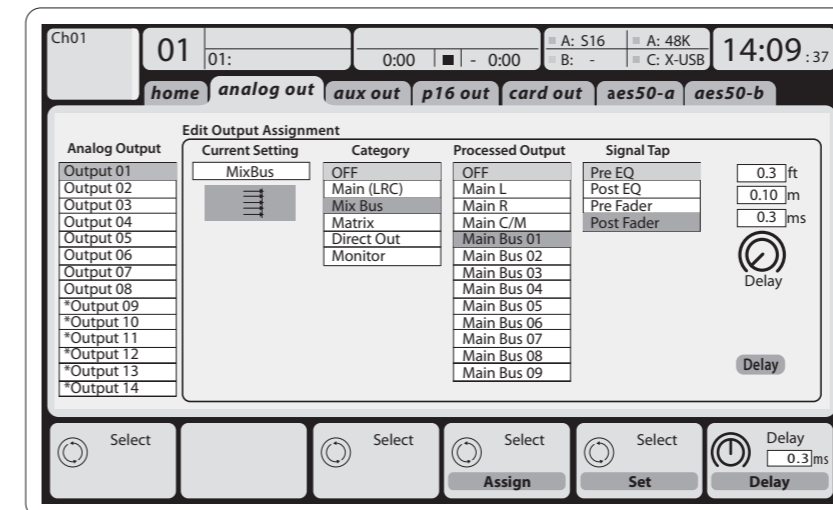 Ch01
01
01:
0:00
- 0:00
A: S16
B: -
A: 48K
C: X-USB
14:09 :37
home
analog out
aux out
p16 out
card out
aes50-a
aes50-b
Edit Output Assignment
Analog Output
Output 01
Output 02
Output 03
Output 04
Output 05
Output 06
Output 07
Output 08
*Output 09
*Output 10
*Output 11
*Output 12
*Output 13
*Output 14
Current Setting
MixBus
Category
OFF
Main (LRC)
Mix Bus
Matrix
Direct Out
Monitor
Processed Output
OFF
Main L
Main R
Main C/M
Main Bus 01
Main Bus 02
Main Bus 03
Main Bus 04
Main Bus 05
Main Bus 06
Main Bus 07
Main Bus 08
Main Bus 09
Signal Tap
Pre EQ
Post EQ
Pre Fader
Post Fader
0.3 ft
0.10 m
0.3 ms
Delay
Delay
Select
Select
Select
Assign
Select
Set
Delay
0.3 ms
Delay